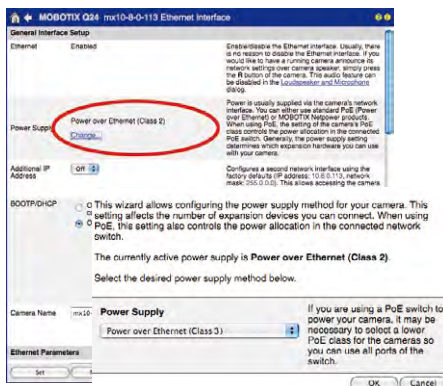 MOBOTIX Q24 mx10-8-0-113 Ethernet Interface
General Interface Setup
Ethernet
Enabled
Enable/disable the Ethernet interface. Usually, there
is no reason to disable the Ethernet interface. If you
would like to have a running camera announce its
network settings over camera speaker, simply press
the R button of the camera. This audio feature can
be disabled in the Loudspeaker and Microphone
dialog.
Power Supply
Power over Ethernet (Class 2)
Change...
Power is usually supplied via the camera's network
interface. You can either use standard PoE (Power
over Ethernet) or MOBOTIX Netpower products.
When using PoE, the setting of the camera's PoE
class controls the power allocation in the connected
PoE switch. Generally, the power supply setting
determines which expansion hardware you can use
with your camera.
Additional IP
Address
Off
Configures a second network interface using the
factory defaults (IP address: 10.8.0.113, network
mask: 255.0.0.0). This allows accessing the camera
BOOTP/DHCP
This wizard allows configuring the power supply method for your camera. This
setting affects the number of expansion devices you can connect. When using
PoE, this setting also controls the power allocation in the connected network
switch.
The currently active power supply is Power over Ethernet (Class 2).
Select the desired power supply method below.
Camera Name
mx10
Power Supply
Power over Ethernet (Class 3)
If you are using a PoE switch to
power your camera, it may be
necessary to select a lower
PoE class for the cameras so
you can use all ports of the
switch.
Ethernet Parameters
Set
OK
Cancel